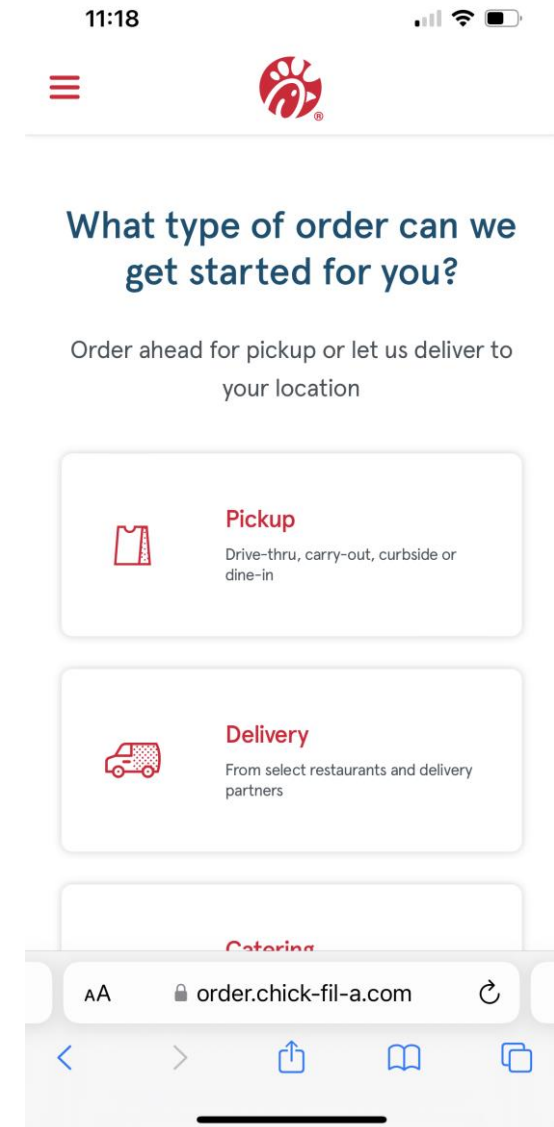 11:18
What type of order can we
get started for you?
Order ahead for pickup or let us deliver to
your location
Pickup
Drive-thru, carry-out, curbside or
dine-in
Delivery
From select restaurants and delivery
partners
Catering
AA order.chick-fil-a.com